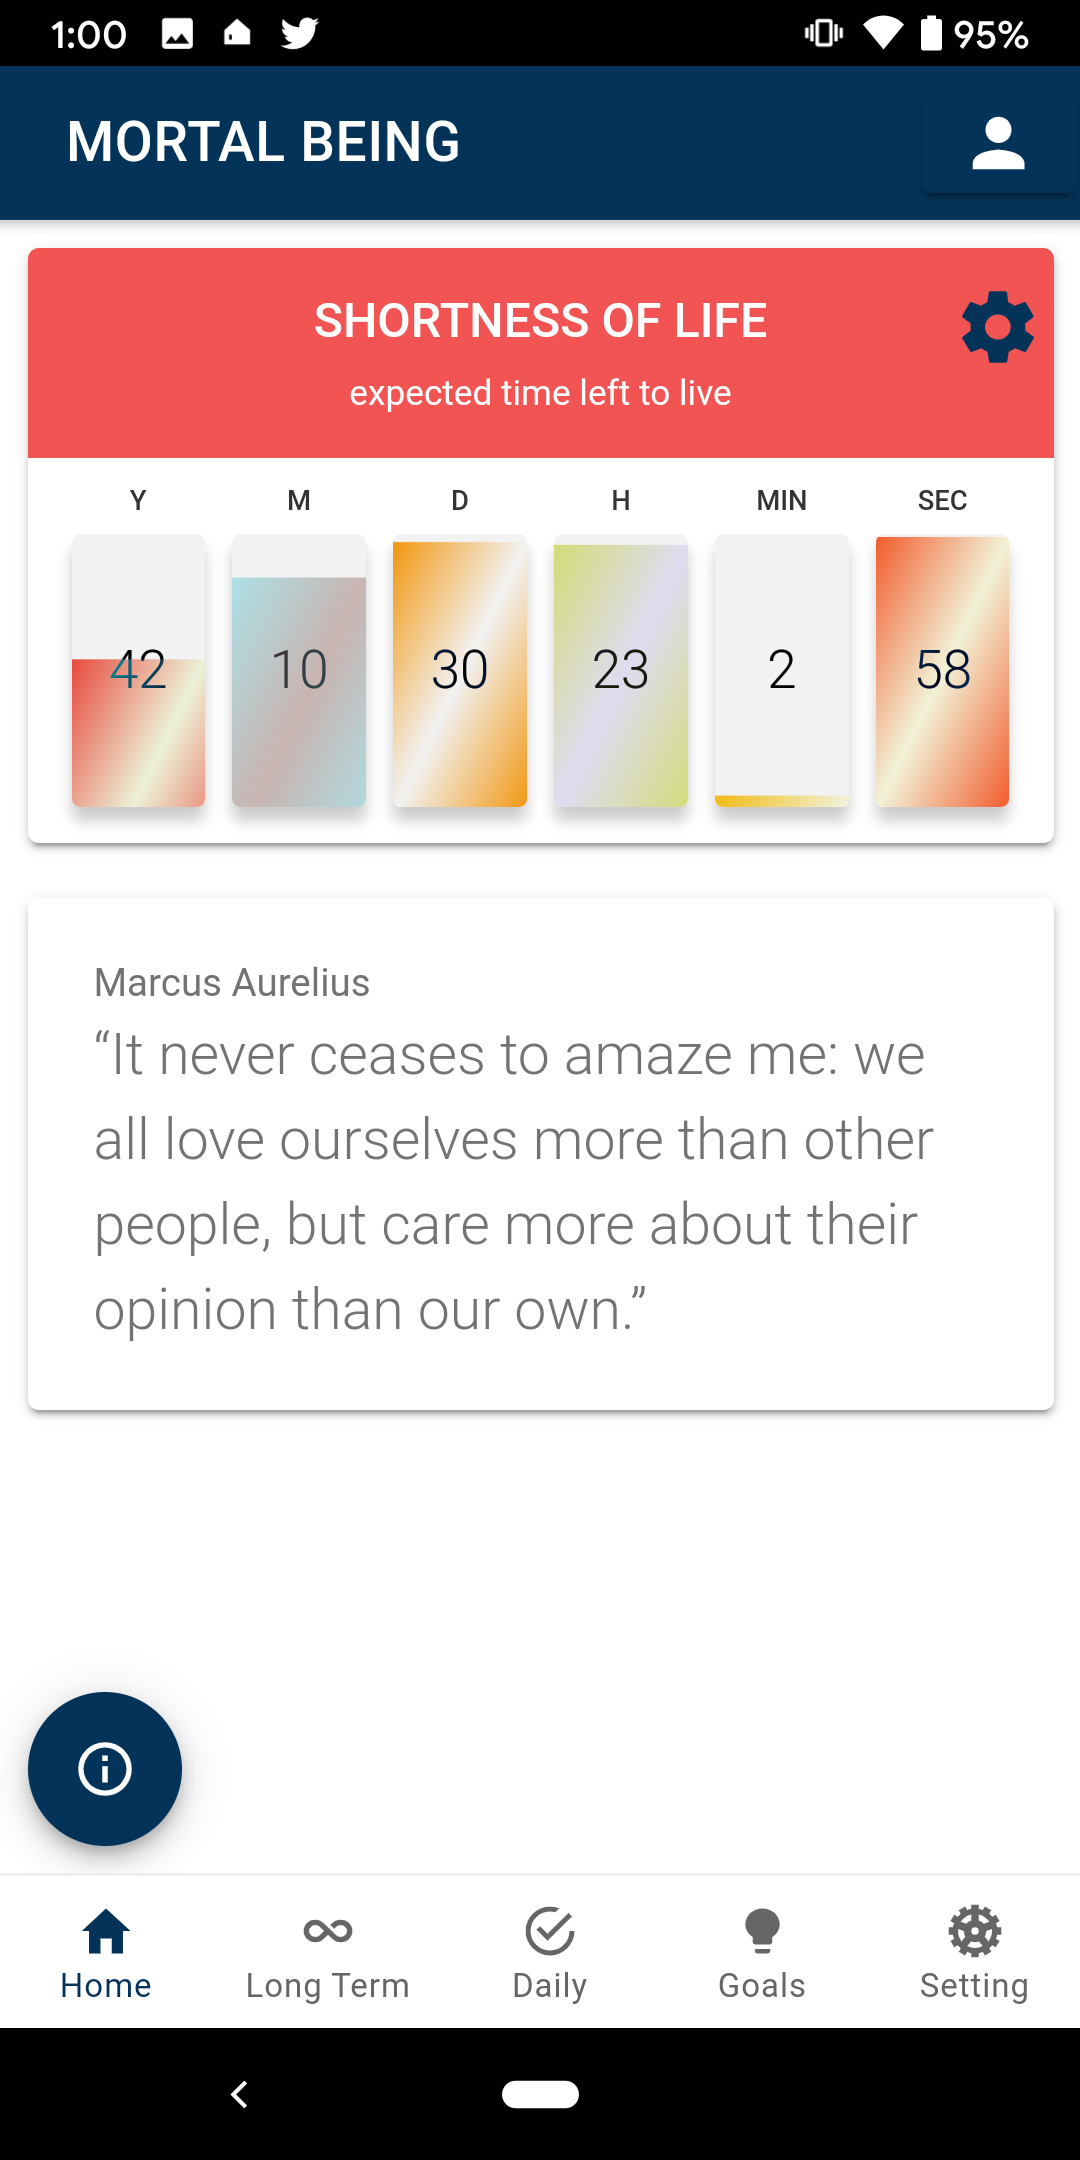 1:00 95%
MORTAL BEING
SHORTNESS OF LIFE
expected time left to live
Y M D H MIN SEC
42 10 30 23 2 58
Marcus Aurelius
“It never ceases to amaze me: we
all love ourselves more than other
people, but care more about their
opinion than our own.”
Home Long Term Daily Goals Setting